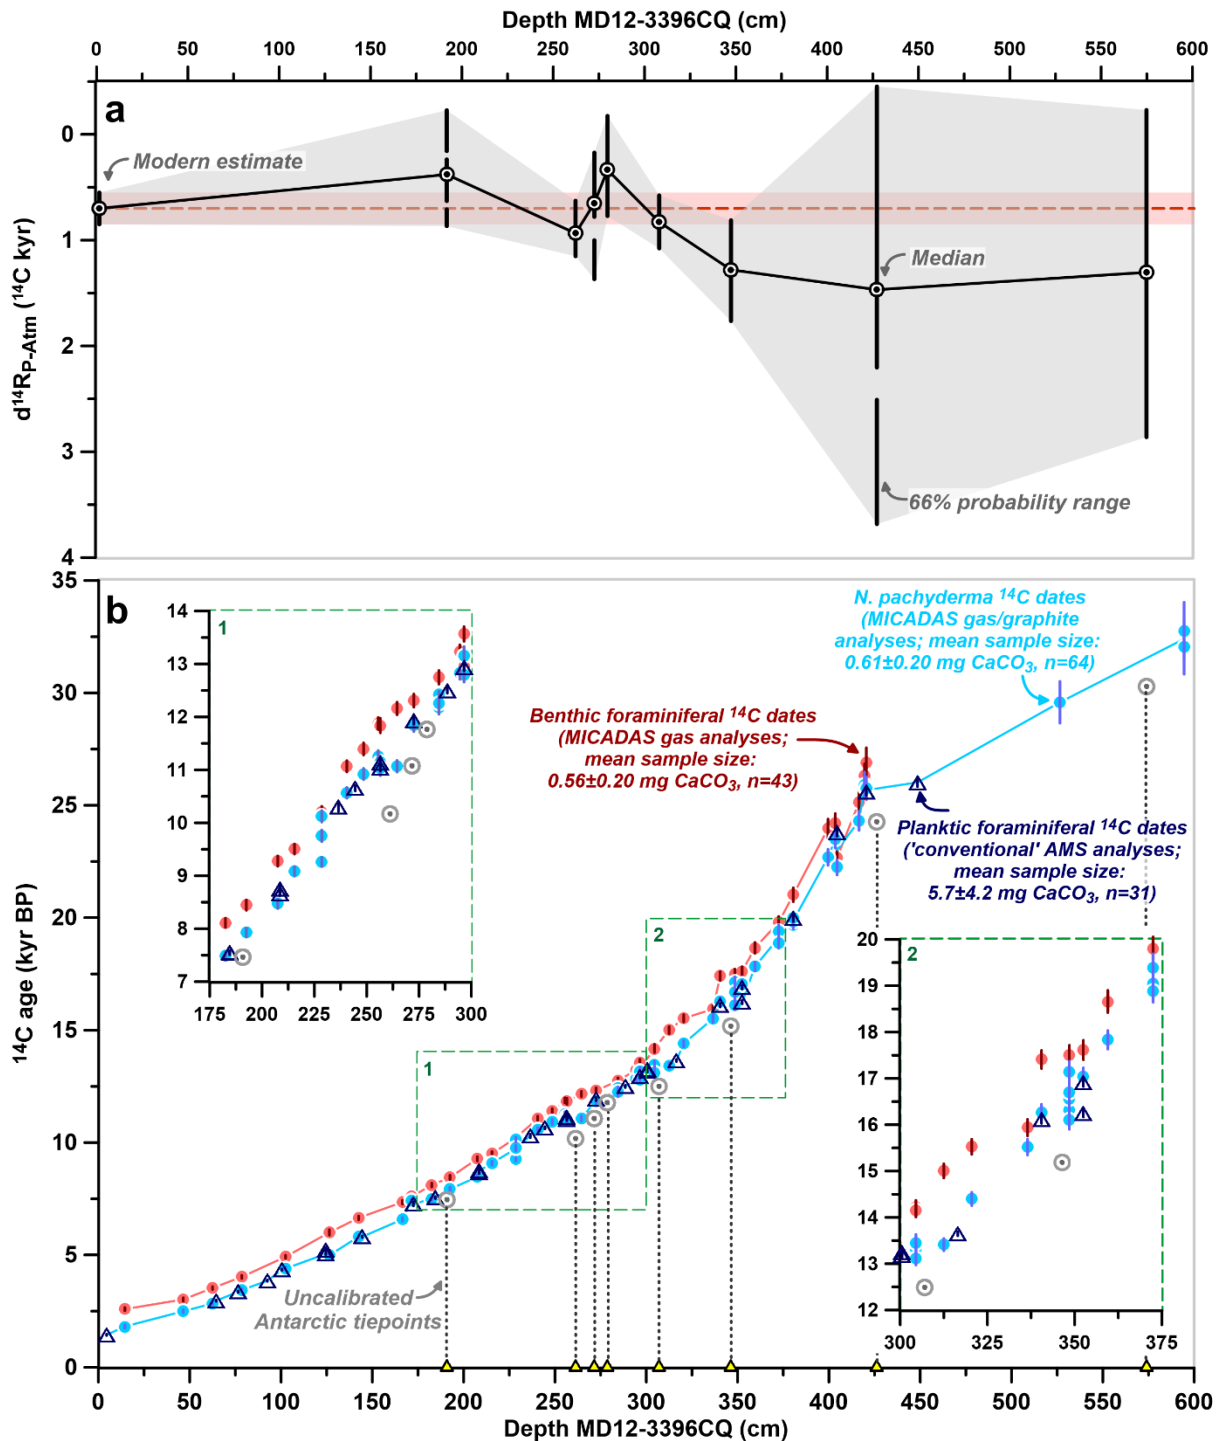 Depth MD12-3396CQ (cm)
0 50 100 150 200 250 300 350 400 450 500 550 600
a
Modern estimate
Median
66% probability range
d¹⁴R_P-Atm (¹⁴C kyr)
0
1
2
3
4
b
35
30
25
20
15
10
5
0
¹⁴C age (kyr BP)
N. pachyderma ¹⁴C dates
(MICADAS gas/graphite
analyses; mean sample size:
0.61±0.20 mg CaCO₃, n=64)
Benthic foraminiferal ¹⁴C dates
(MICADAS gas analyses;
mean sample size:
0.56±0.20 mg CaCO₃, n=43)
Planktic foraminiferal ¹⁴C dates
('conventional' AMS analyses;
mean sample size:
5.7±4.2 mg CaCO₃, n=31)
1
14
13
12
11
10
9
8
7
175 200 225 250 275 300
1
2
2
20
19
18
17
16
15
14
13
12
300 325 350 375
Uncalibrated
Antarctic tiepoints
0 50 100 150 200 250 300 350 400 450 500 550 600
Depth MD12-3396CQ (cm)